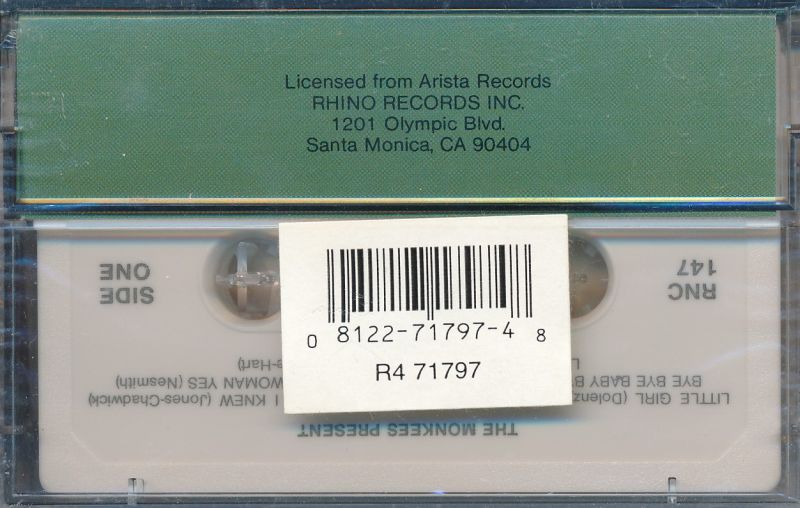 Licensed from Arista Records
RHINO RECORDS INC.
1201 Olympic Blvd.
Santa Monica, CA 90404
0 8122-71797-4 8
R4 71797
THE MONKEES PRESENT
LITTLE GIRL (Dolenz I KNEW (Jones-Chadwick)
BYE BYE BABY B WOMAN YES (Nesmith)
L e-Hart)
RNC
147
SIDE
ONE